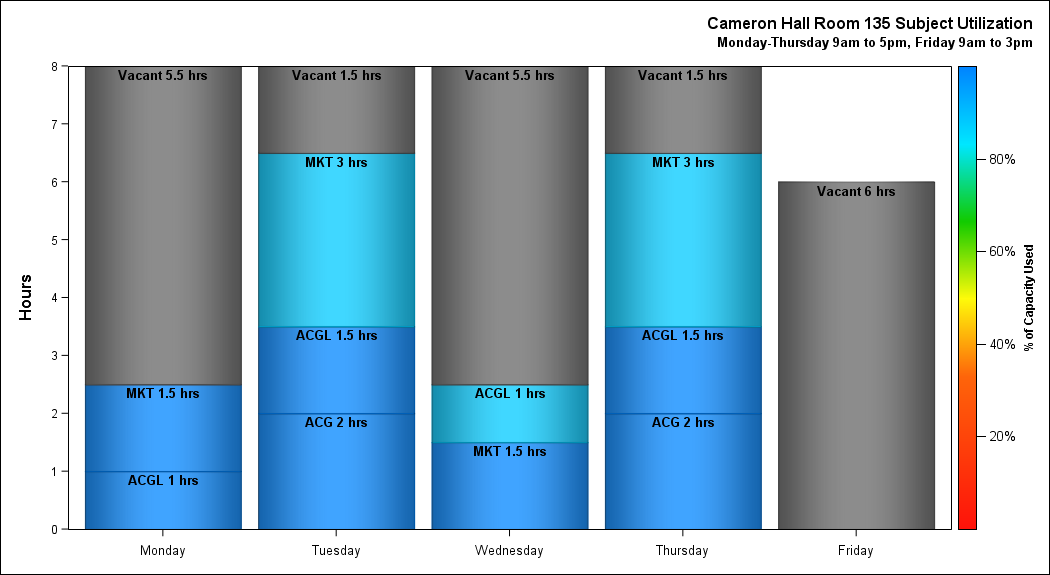 Cameron Hall Room 135 Subject Utilization
Monday-Thursday 9am to 5pm, Friday 9am to 3pm
Hours
8
7
6
5
4
3
2
1
0
Vacant 5.5 hrs
MKT 1.5 hrs
ACGL 1 hrs
Vacant 1.5 hrs
MKT 3 hrs
ACGL 1.5 hrs
ACG 2 hrs
Vacant 5.5 hrs
ACGL 1 hrs
MKT 1.5 hrs
Vacant 1.5 hrs
MKT 3 hrs
ACGL 1.5 hrs
ACG 2 hrs
Vacant 6 hrs
Monday
Tuesday
Wednesday
Thursday
Friday
80%
60%
40%
20%
% of Capacity Used